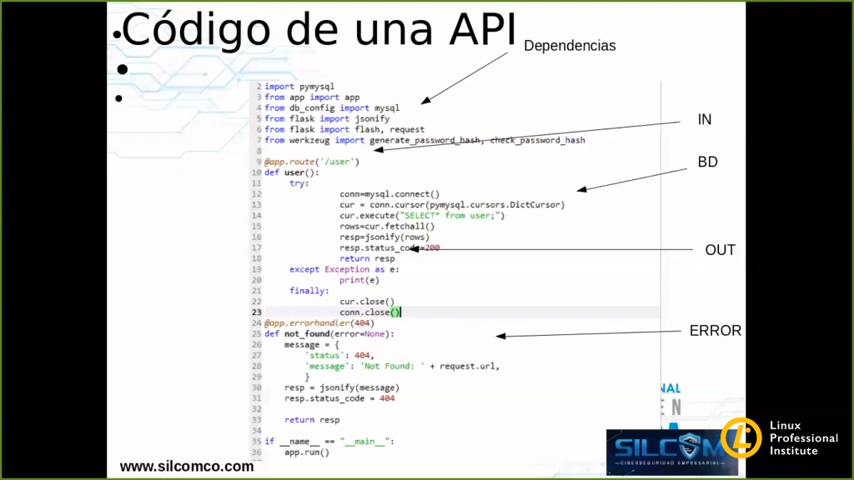 Código de una API
Dependencias
2 import pymysql
3 from app import app
4 from db_config import mysql
5 from flask import jsonify
6 from flask import flash, request
7 from werkzeug import generate_password_hash, check_password_hash
8
9 @app.route('/user')
10 def user():
11 try:
12 conn=mysql.connect()
13 cur = conn.cursor(pymysql.cursors.DictCursor)
14 cur.execute("SELECT* from user;")
15 rows=cur.fetchall()
16 resp=jsonify(rows)
17 resp.status_code=200
18 return resp
19 except Exception as e:
20 print(e)
21 finally:
22 cur.close()
23 conn.close()
24 @app.errorhandler(404)
25 def not_found(error=None):
26 message = {
27 'status': 404,
28 'message': 'Not Found: ' + request.url,
29 }
30 resp = jsonify(message)
31 resp.status_code = 404
32
33 return resp
34
35 if __name__ == "__main__":
36 app.run()
IN
BD
OUT
ERROR
NAL
EN
SILCOM
CIBERSEGURIDAD EMPRESARIAL
Linux
Professional
Institute
www.silcomco.com